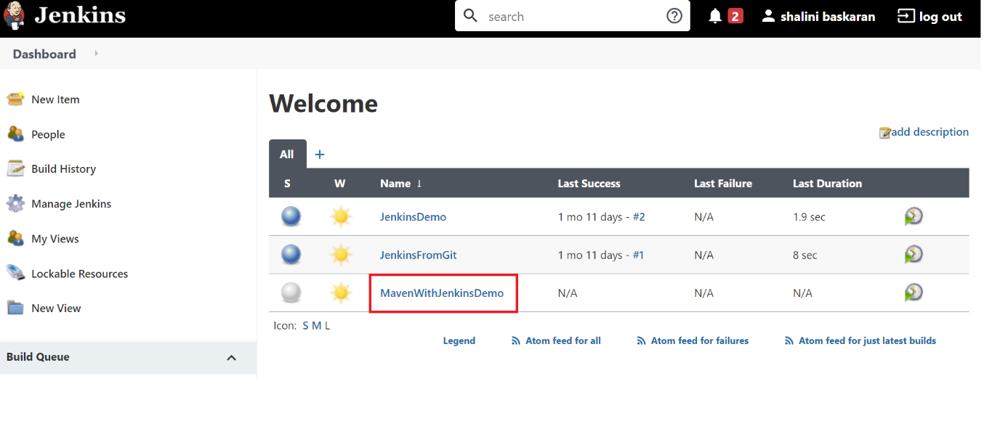 Jenkins
search
2
shalini baskaran
log out
Dashboard
New Item
People
Build History
Manage Jenkins
My Views
Lockable Resources
New View
Build Queue
Welcome
add description
All +
S W Name ↓ Last Success Last Failure Last Duration
JenkinsDemo 1 mo 11 days - #2 N/A 1.9 sec
JenkinsFromGit 1 mo 11 days - #1 N/A 8 sec
MavenWithJenkinsDemo N/A N/A N/A
Icon: S M L
Legend Atom feed for all Atom feed for failures Atom feed for just latest builds